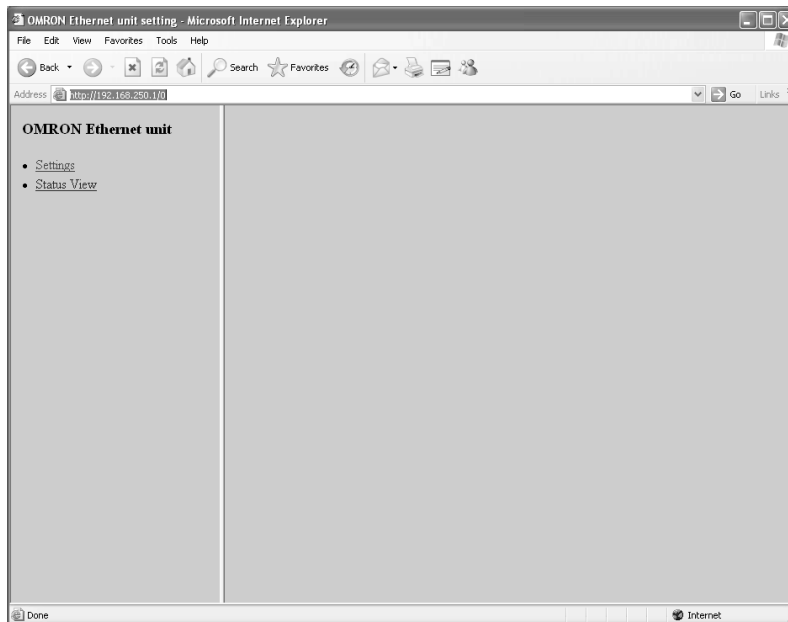 OMRON Ethernet unit setting - Microsoft Internet Explorer
File Edit View Favorites Tools Help
Back Search Favorites
Address http://192.168.250.1/0 Go Links
OMRON Ethernet unit
Settings
Status View
Done Internet